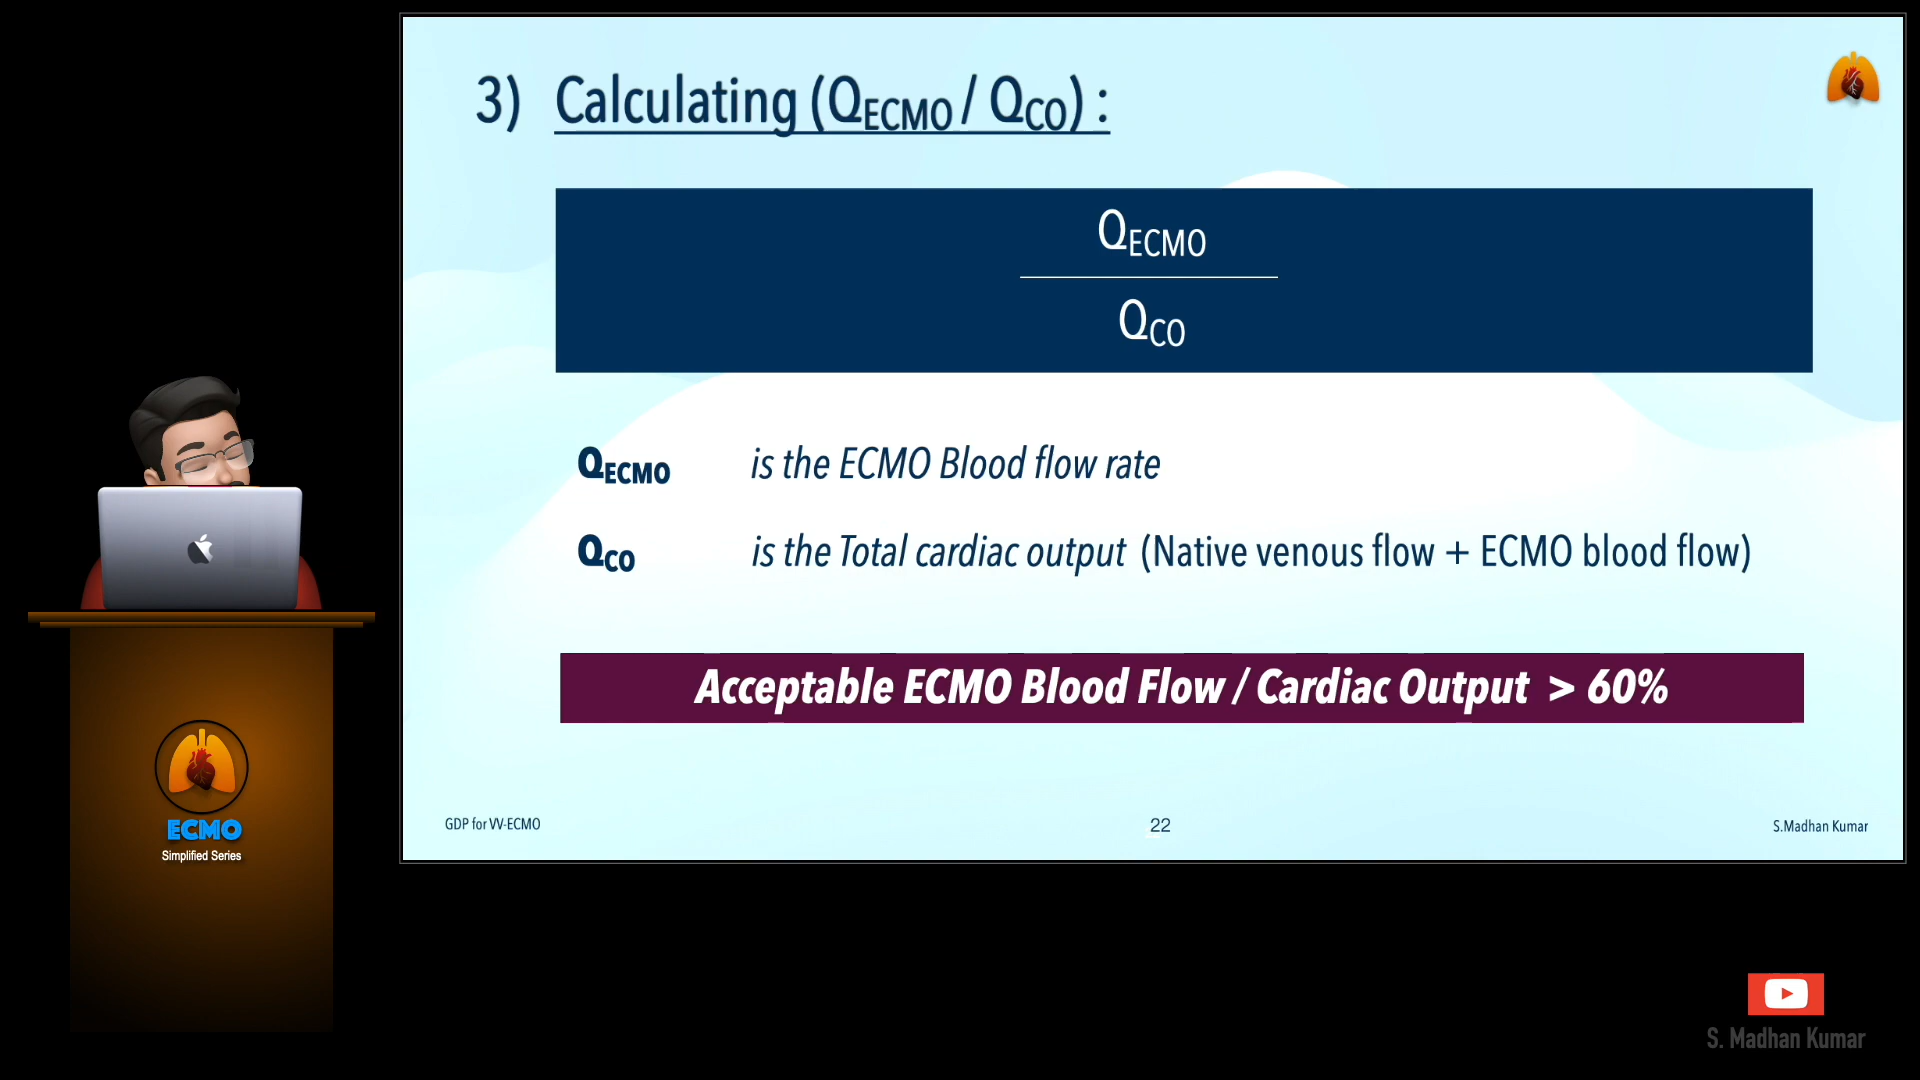 3) Calculating (QECMO / QCO) :
QECMO
QCO
QECMO is the ECMO Blood flow rate
QCO is the Total cardiac output (Native venous flow + ECMO blood flow)
Acceptable ECMO Blood Flow / Cardiac Output > 60%
GDP for VV-ECMO 22 S.Madhan Kumar
ECMO
Simplified Series
S. Madhan Kumar